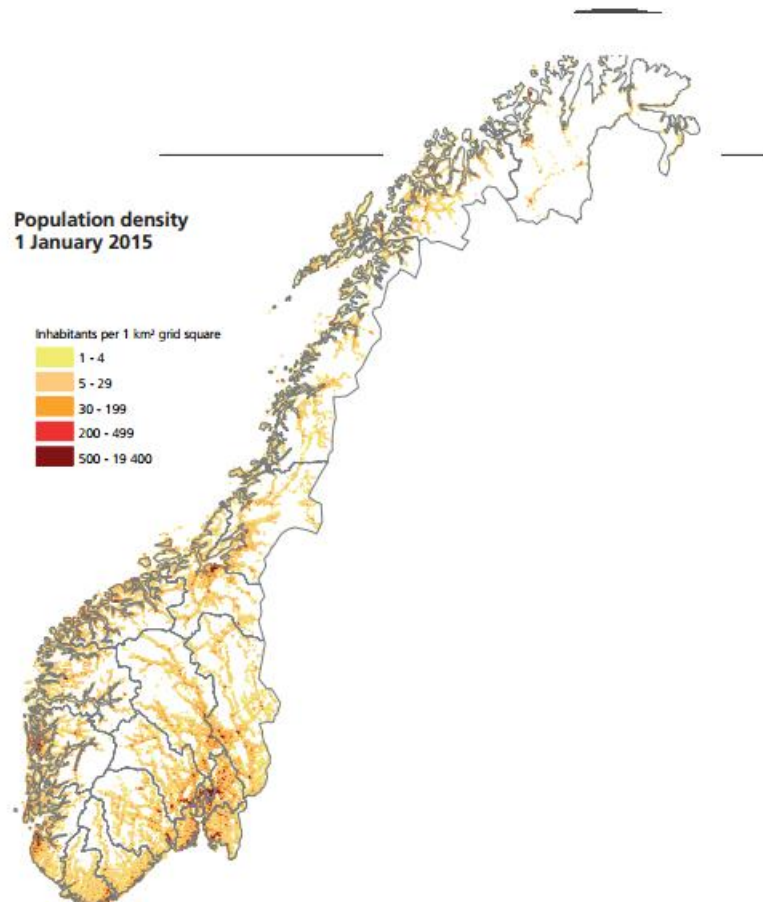 Population density
1 January 2015
Inhabitants per 1 km² grid square
1 - 4
5 - 29
30 - 199
200 - 499
500 - 19 400